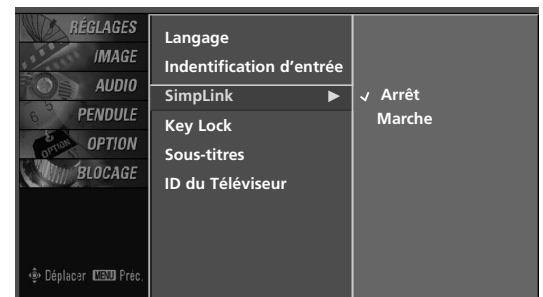 RÉGLAGES
IMAGE
AUDIO
PENDULE
OPTION
BLOCAGE
Déplacer MENU Préc.
Langage
Indentification d'entrée
SimpLink ▶
Key Lock
Sous-titres
ID du Téléviseur
✓ Arrêt
Marche